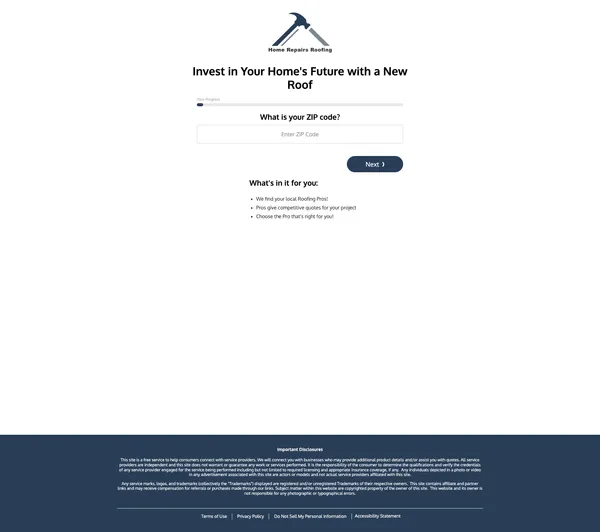 Home Repairs Roofing
Invest in Your Home's Future with a New
Roof
Your Progress
What is your ZIP code?
Enter ZIP Code
Next ❯
What's in it for you:
• We find your local Roofing Pros!
• Pros give competitive quotes for your project
• Choose the Pro that's right for you!
Important Disclosures
This site is a free service to help consumers connect with service providers. We will connect you with businesses who may provide additional product details and/or assist you with quotes. All service
providers are independent and this site does not warrant or guarantee any work or services performed. It is the responsibility of the consumer to determine the qualifications and verify the credentials
of any service provider engaged for the service being performed including but not limited to required licensing and appropriate insurance coverage, if any. Any individuals depicted in a photo or video
in any advertisement associated with this site are actors or models and not actual service providers affiliated with this site.
Any service marks, logos, and trademarks (collectively the "Trademarks") displayed are registered and/or unregistered Trademarks of their respective owners. This site contains affiliate and partner
links and may receive compensation for referrals or purchases made through our links. Subject matter within this website are copyrighted property of the owner of this site. This website and its owner is
not responsible for any photographic or typographical errors.
Terms of Use | Privacy Policy | Do Not Sell My Personal Information | Accessibility Statement